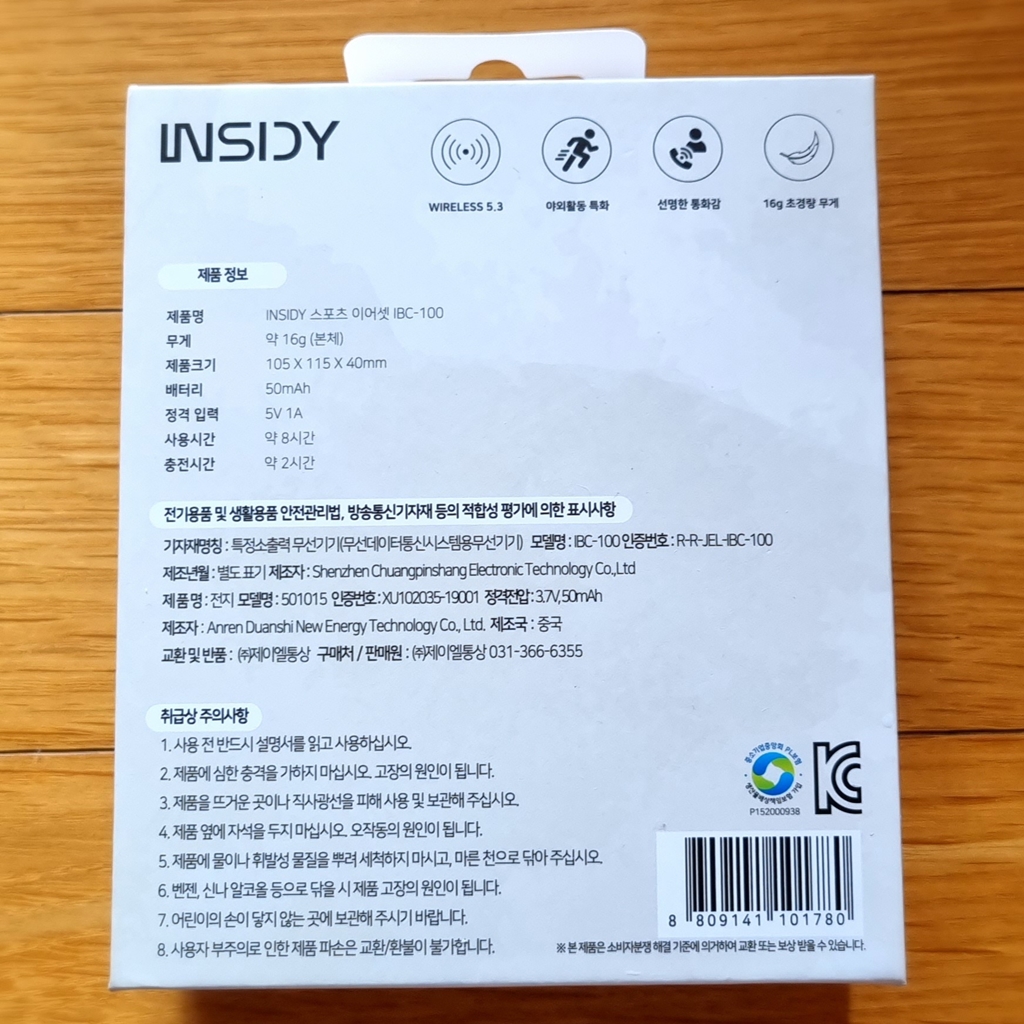 INSIDY
WIRELESS 5.3
야외활동 특화
선명한 통화감
16g 초경량 무게
제품 정보
제품명 INSIDY 스포츠 이어셋 IBC-100
무게 약 16g (본체)
제품크기 105 X 115 X 40mm
배터리 50mAh
정격 입력 5V 1A
사용시간 약 8시간
충전시간 약 2시간
전기용품 및 생활용품 안전관리법, 방송통신기자재 등의 적합성 평가에 의한 표시사항
기자재명칭 : 특정소출력 무선기기(무선데이터통신시스템용무선기기) 모델명 : IBC-100 인증번호 : R-R-JEL-IBC-100
제조년월 : 별도 표기 제조자 : Shenzhen Chuangpinshang Electronic Technology Co.,Ltd
제품 명 : 전지 모델명 : 501015 인증번호 : XU102035-19001 정격전압 : 3.7V, 50mAh
제조자 : Anren Duanshi New Energy Technology Co., Ltd. 제조국 : 중국
교환 및 반품 : ㈜제이엘통상 구매처 / 판매원 : ㈜제이엘통상 031-366-6355
취급상 주의사항
1. 사용 전 반드시 설명서를 읽고 사용하십시오.
2. 제품에 심한 충격을 가하지 마십시오. 고장의 원인이 됩니다.
3. 제품을 뜨거운 곳이나 직사광선을 피해 사용 및 보관해 주십시오.
4. 제품 옆에 자석을 두지 마십시오. 오작동의 원인이 됩니다.
5. 제품에 물이나 휘발성 물질을 뿌려 세척하지 마시고, 마른 천으로 닦아 주십시오.
6. 벤젠, 신나 알코올 등으로 닦을 시 제품 고장의 원인이 됩니다.
7. 어린이의 손이 닿지 않는 곳에 보관해 주시기 바랍니다.
8. 사용자 부주의로 인한 제품 파손은 교환/환불이 불가합니다.
중소기업중앙회 PL보험
생산물배상책임보험 가입
P152000938
KC
8 809141 101780
※ 본 제품은 소비자분쟁 해결 기준에 의거하여 교환 또는 보상 받을 수 있습니다.